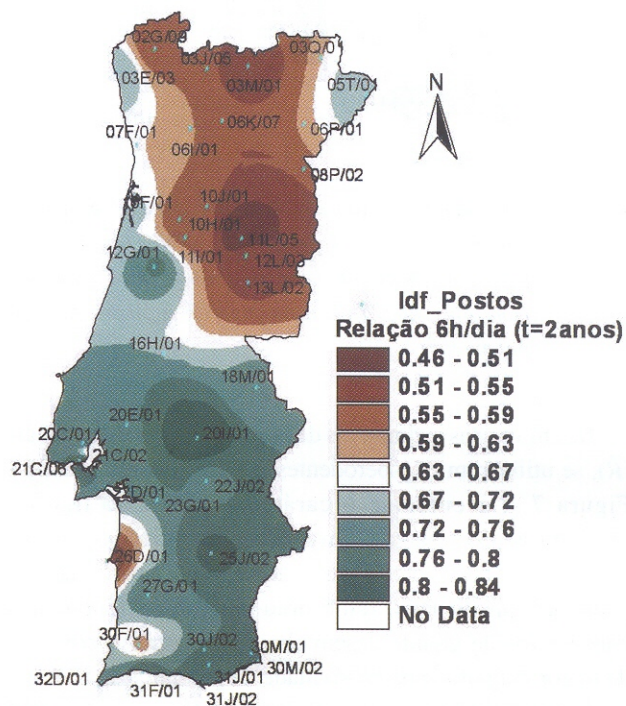 02G/09
03Q/0
03J/05
03E/03
03M/01
05T/01
N
06K/07
06P/01
07F/01
06I/01
08P/02
10J/01
F/01
10H/01
11L/05
12G/01
11I/01
12L/03
13L/02
Idf_Postos
Relação 6h/dia (t=2anos)
16H/01
0.46 - 0.51
18M/01
0.51 - 0.55
0.55 - 0.59
20E/01
20C/01
20I/01
0.59 - 0.63
21C/02
0.63 - 0.67
21C/06
22J/02
0.67 - 0.72
D/01
23G/01
0.72 - 0.76
26D/01
25J/02
0.76 - 0.8
27G/01
0.8 - 0.84
No Data
30F/01
30J/02
30M/01
30M/02
32D/01
31F/01
31J/01
31J/02